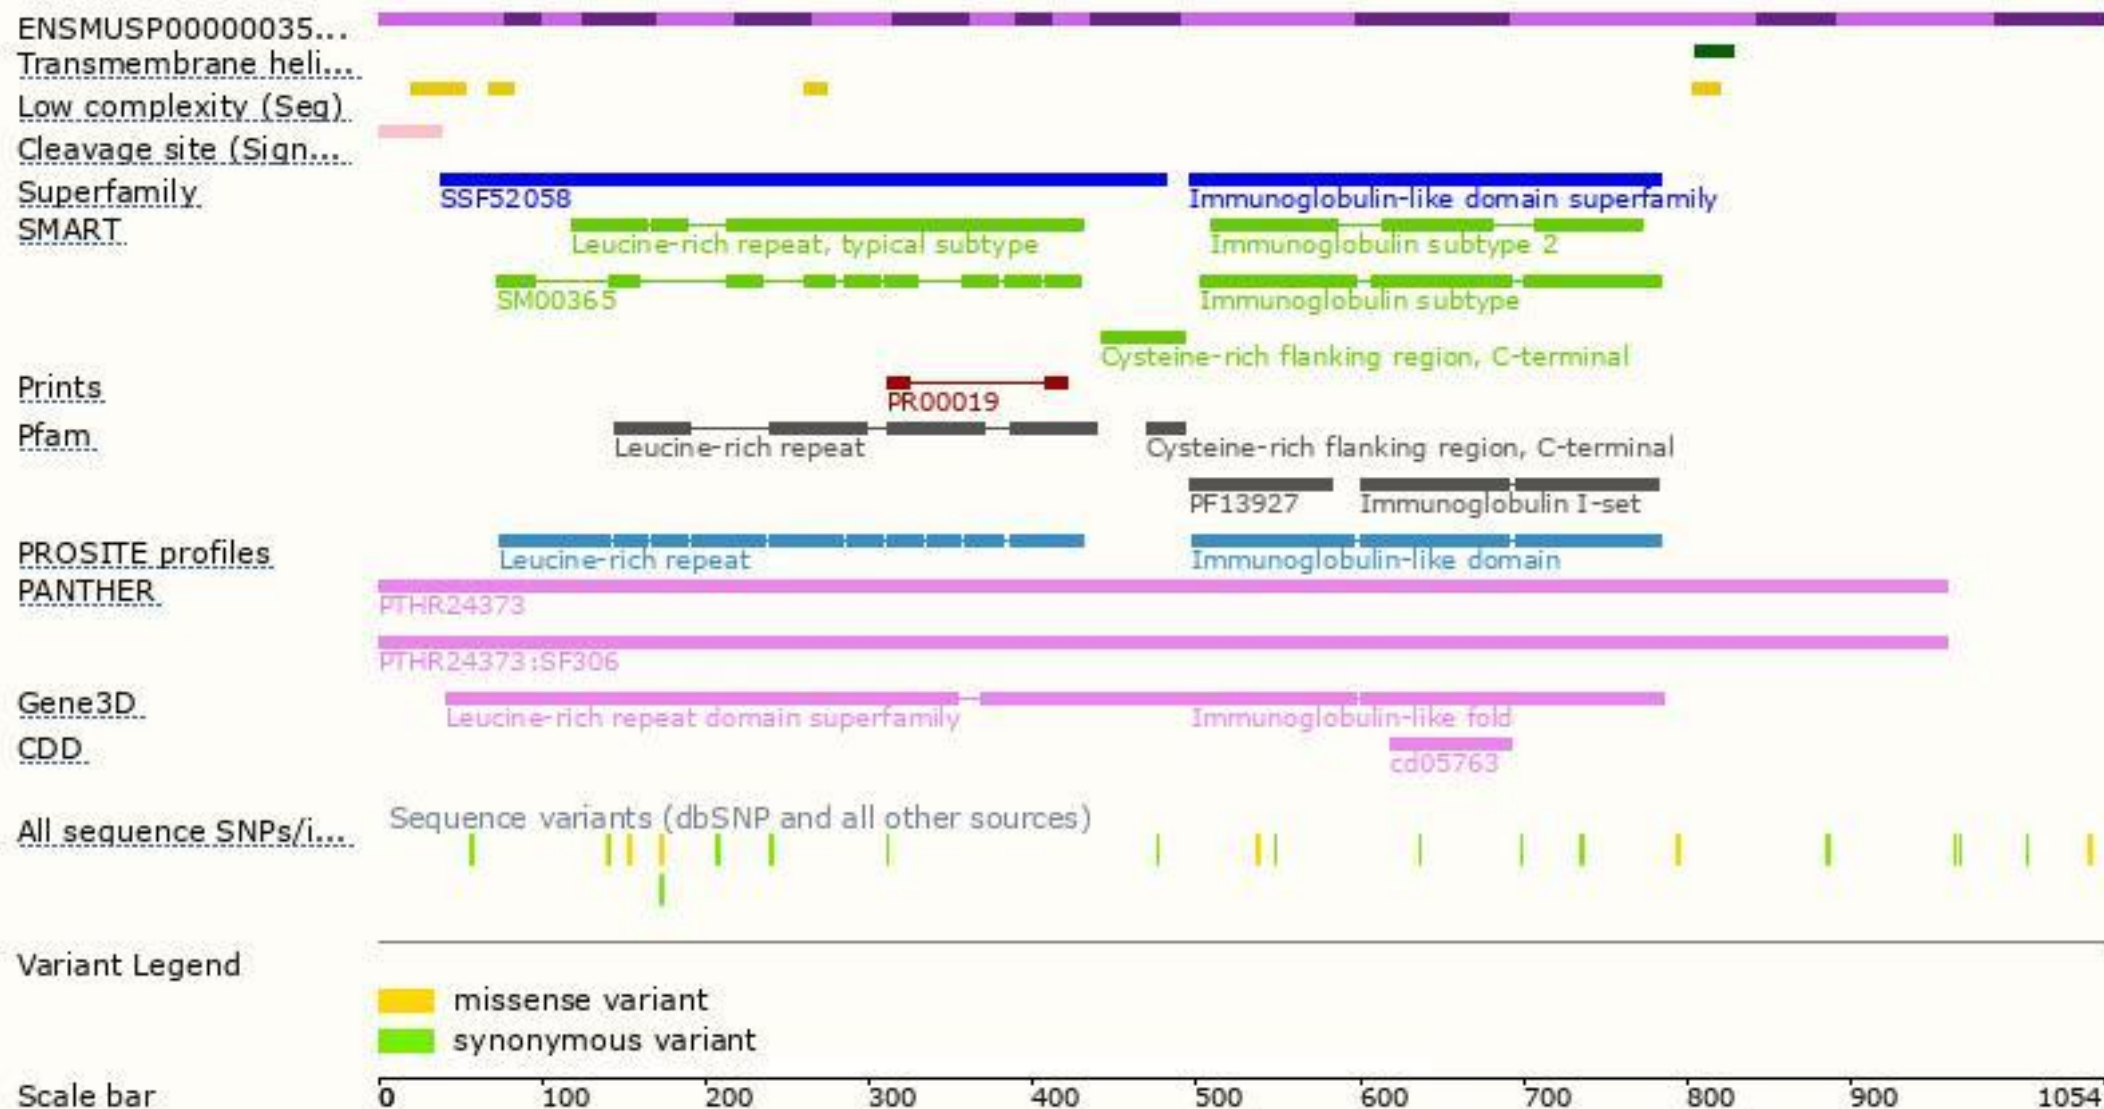 ENSMUSP00000035...
Transmembrane heli...
Low complexity (Seg)
Cleavage site (Sign...
Superfamily
SSF52058
Immunoglobulin-like domain superfamily
SMART
Leucine-rich repeat, typical subtype
Immunoglobulin subtype 2
SM00365
Immunoglobulin subtype
Cysteine-rich flanking region, C-terminal
Prints
PR00019
Pfam
Leucine-rich repeat
Cysteine-rich flanking region, C-terminal
PF13927
Immunoglobulin I-set
PROSITE profiles
Leucine-rich repeat
Immunoglobulin-like domain
PANTHER
PTHR24373
PTHR24373:SF306
Gene3D
Leucine-rich repeat domain superfamily
Immunoglobulin-like fold
CDD
cd05763
Sequence variants (dbSNP and all other sources)
All sequence SNPs/i...
Variant Legend
missense variant
synonymous variant
Scale bar
0 100 200 300 400 500 600 700 800 900 1054